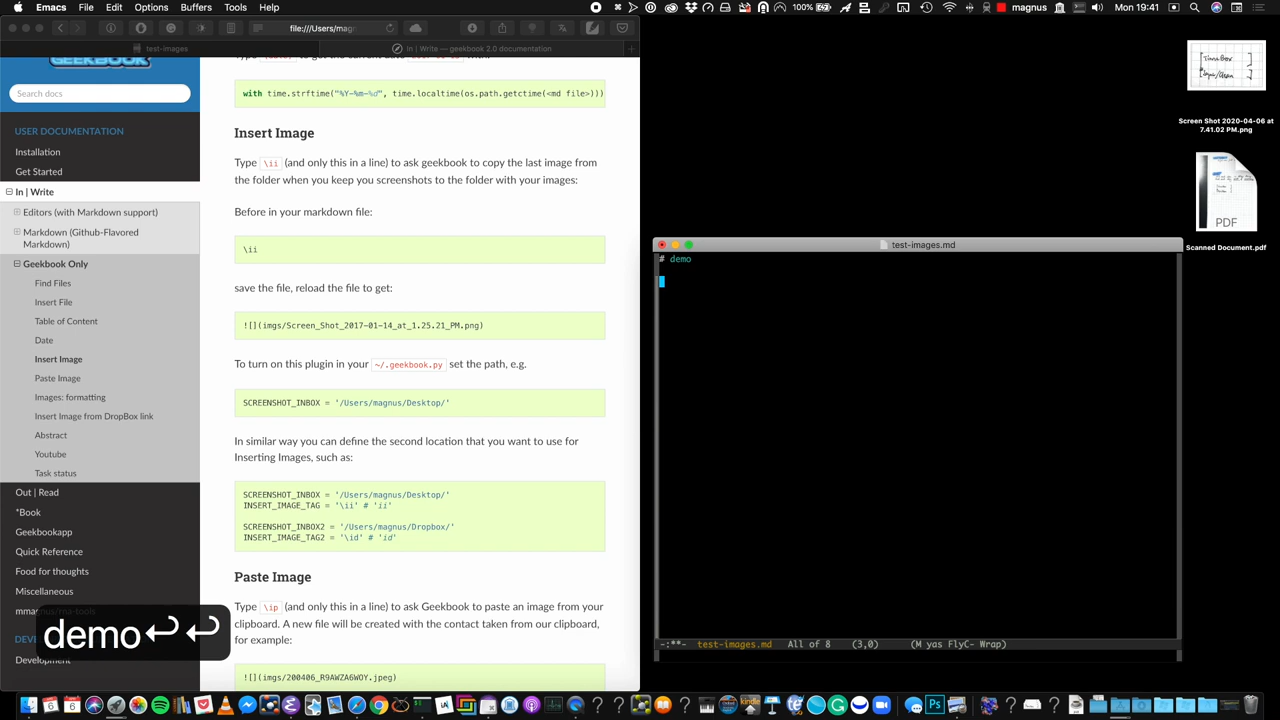 Emacs File Edit Options Buffers Tools Help
100% magnus Mon 19:41
file:///Users/magn
test-images
In | Write — geekbook 2.0 documentation
GEEKBOOK
Search docs
USER DOCUMENTATION
Installation
Get Started
In | Write
Editors (with Markdown support)
Markdown (Github-Flavored
Markdown)
Geekbook Only
Find Files
Insert File
Table of Content
Date
Insert Image
Paste Image
Images: formatting
Insert Image from DropBox link
Abstract
Youtube
Task status
Out | Read
*Book
Geekbookapp
Quick Reference
Food for thoughts
Miscellaneous
Development
demo↵↵
with time.strftime("%Y-%m-%d", time.localtime(os.path.getctime(<md file>)))
Insert Image
Type \ii (and only this in a line) to ask geekbook to copy the last image from
the folder when you keep you screenshots to the folder with your images:
Before in your markdown file:
\ii
save the file, reload the file to get:
![](imgs/Screen_Shot_2017-01-14_at_1.25.21_PM.png)
To turn on this plugin in your ~/.geekbook.py set the path, e.g.
SCREENSHOT_INBOX = '/Users/magnus/Desktop/'
In similar way you can define the second location that you want to use for
Inserting Images, such as:
SCREENSHOT_INBOX = '/Users/magnus/Desktop/'
INSERT_IMAGE_TAG = '\ii' # 'ii'
SCREENSHOT_INBOX2 = '/Users/magnus/Dropbox/'
INSERT_IMAGE_TAG2 = '\id' # 'id'
Paste Image
Type \ip (and only this in a line) to ask Geekbook to paste an image from your
clipboard. A new file will be created with the contact taken from our clipboard,
for example:
![](imgs/200406_R9AWZA6WOY.jpeg)
test-images.md
# demo
-:**- test-images.md All of 8 (3,0) (M yas FlyC- Wrap)
Screen Shot 2020-04-06 at
7.41.02 PM.png
PDF
Scanned Document.pdf